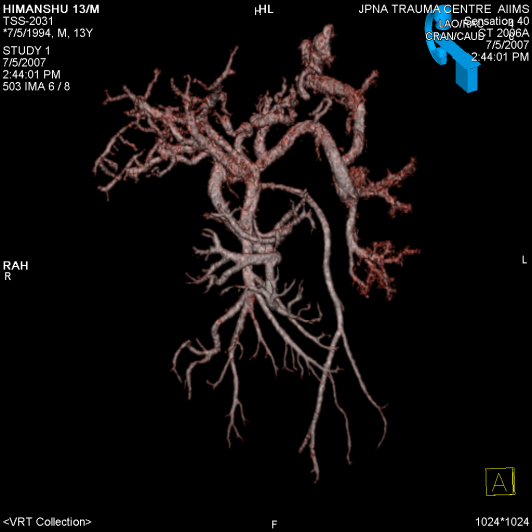 HIMANSHU 13/M
TSS-2031
*7/5/1994, M, 13Y
STUDY 1
7/5/2007
2:44:01 PM
503 IMA 6 / 8
H
HL
JPNA TRAUMA CENTRE AIIMS
Sensation 40
LAO/RAO
CT 2006A
CRAN/CAUD
7/5/2007
2:44:01 PM
RAH
R
L
A
<VRT Collection>
F
1024*1024